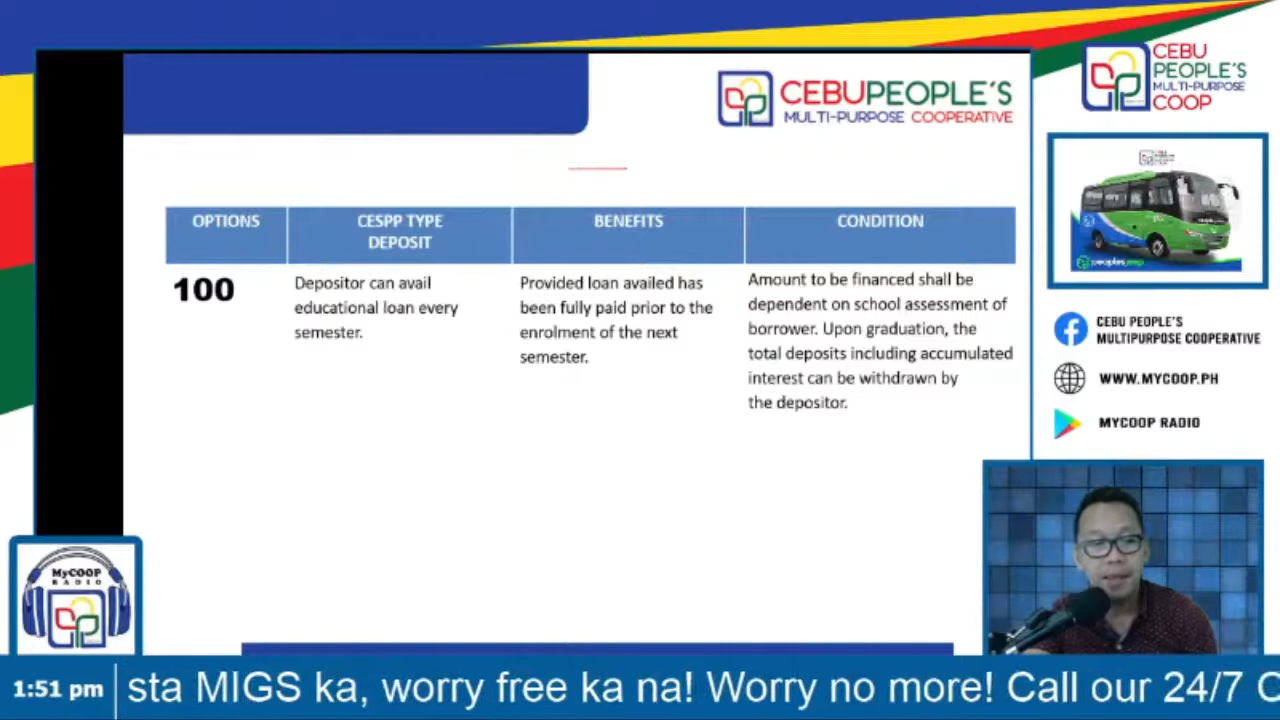 CEBUPEOPLE'S
MULTI-PURPOSE COOPERATIVE
CEBU
PEOPLE'S
MULTI-PURPOSE
COOP
OPTIONS
CESPP TYPE
DEPOSIT
BENEFITS
CONDITION
100
Depositor can avail
educational loan every
semester.
Provided loan availed has
been fully paid prior to the
enrolment of the next
semester.
Amount to be financed shall be
dependent on school assessment of
borrower. Upon graduation, the
total deposits including accumulated
interest can be withdrawn by
the depositor.
CEBU PEOPLE'S
MULTIPURPOSE COOPERATIVE
WWW.MYCOOP.PH
MYCOOP RADIO
MyCOOP
RADIO
1:51 pm
sta MIGS ka, worry free ka na! Worry no more! Call our 24/7